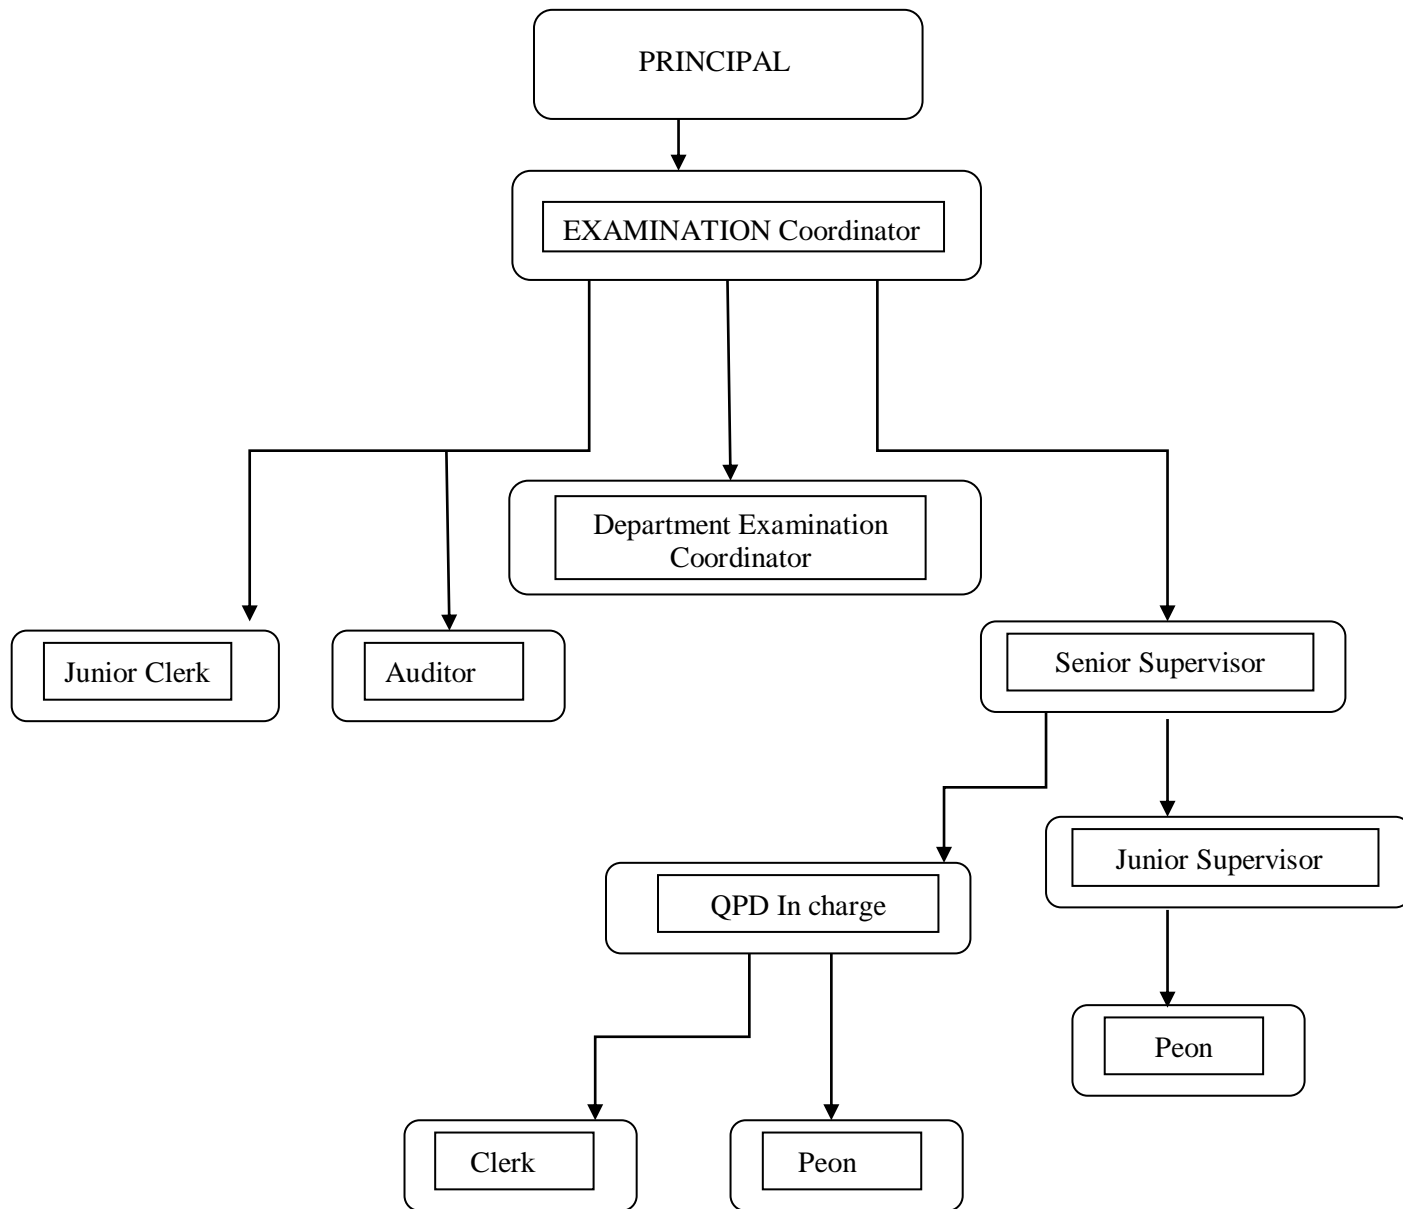 PRINCIPAL
EXAMINATION Coordinator
Department Examination
Coordinator
Junior Clerk
Auditor
Senior Supervisor
Junior Supervisor
QPD In charge
Peon
Clerk
Peon